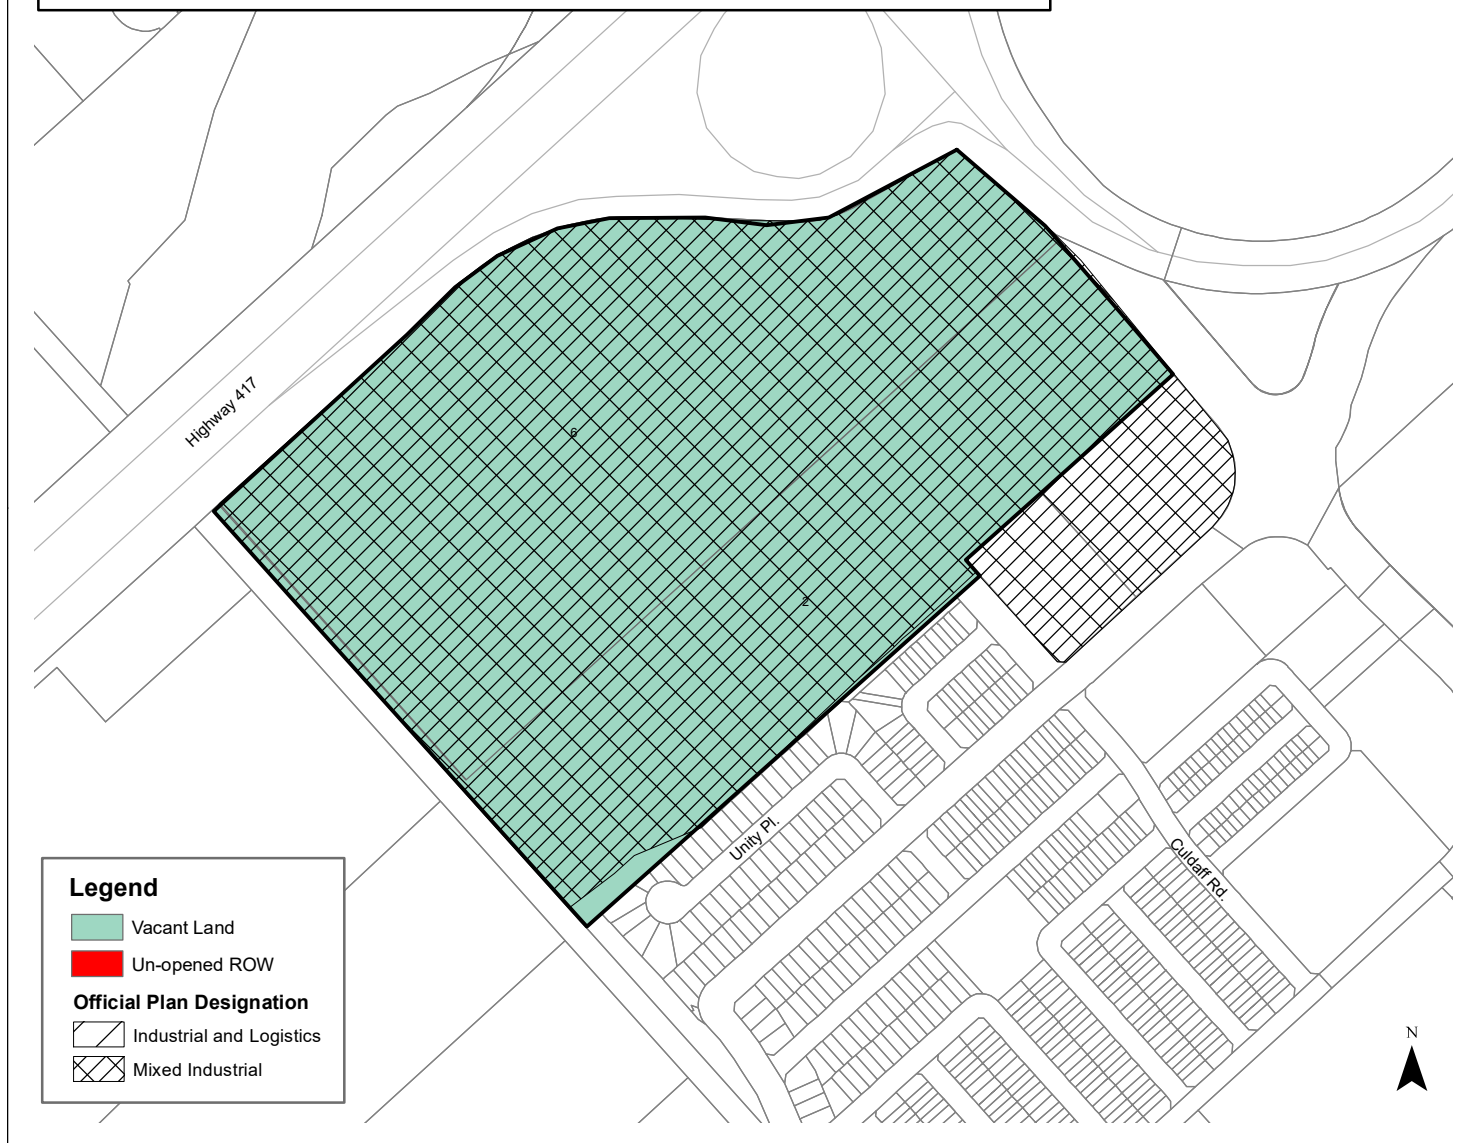 Highway 417
6
2
Unity Pl.
Culdaff Rd.
Legend
Vacant Land
Un-opened ROW
Official Plan Designation
Industrial and Logistics
Mixed Industrial
N